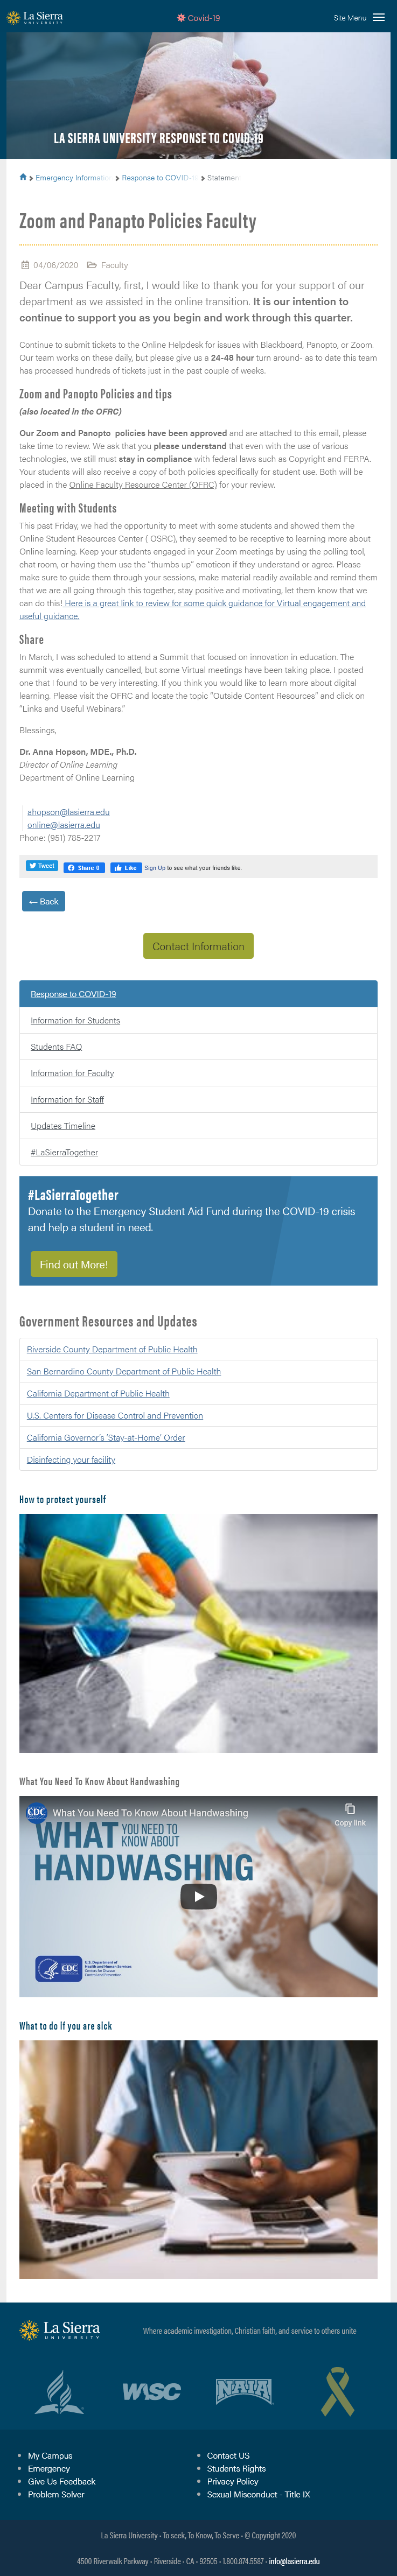 La Sierra
UNIVERSITY
Covid-19
Site Menu
LA SIERRA UNIVERSITY RESPONSE TO COVID-19
Emergency Information
Response to COVID-
Statemen
Zoom and Panapto Policies Faculty
04/06/2020 Faculty
Dear Campus Faculty, first, I would like to thank you for your support of our
department as we assisted in the online transition. It is our intention to
continue to support you as you begin and work through this quarter.
Continue to submit tickets to the Online Helpdesk for issues with Blackboard, Panopto, or Zoom.
Our team works on these daily, but please give us a 24-48 hour turn around- as to date this team
has processed hundreds of tickets just in the past couple of weeks.
Zoom and Panopto Policies and tips
(also located in the OFRC)
Our Zoom and Panopto policies have been approved and are attached to this email, please
take time to review. We ask that you please understand that even with the use of various
technologies, we still must stay in compliance with federal laws such as Copyright and FERPA.
Your students will also receive a copy of both policies specifically for student use. Both will be
placed in the Online Faculty Resource Center (OFRC) for your review.
Meeting with Students
This past Friday, we had the opportunity to meet with some students and showed them the
Online Student Resources Center ( OSRC), they seemed to be receptive to learning more about
Online learning. Keep your students engaged in your Zoom meetings by using the polling tool,
chat room, or having them use the "thumbs up" emoticon if they understand or agree. Please
make sure to guide them through your sessions, make material readily available and remind them
we are all going through this together, stay positive and motivating, let them know that we
can do this! Here is a great link to review for some quick guidance for Virtual engagement and
useful guidance.
Share
In March, I was scheduled to attend a Summit that focused on innovation in education. The
summit was eventually cancelled, but some Virtual meetings have been taking place. I posted
one that I found to be very interesting. If you think you would like to learn more about digital
learning. Please visit the OFRC and locate the topic "Outside Content Resources" and click on
"Links and Useful Webinars."
Blessings,
Dr. Anna Hopson, MDE., Ph.D.
Director of Online Learning
Department of Online Learning
ahopson@lasierra.edu
online@lasierra.edu
Phone: (951) 785-2217
Tweet
Share 0
Like
Sign Up to see what your friends like.
← Back
Contact Information
Response to COVID-19
Information for Students
Students FAQ
Information for Faculty
Information for Staff
Updates Timeline
#LaSierraTogether
#LaSierraTogether
Donate to the Emergency Student Aid Fund during the COVID-19 crisis
and help a student in need.
Find out More!
Government Resources and Updates
Riverside County Department of Public Health
San Bernardino County Department of Public Health
California Department of Public Health
U.S. Centers for Disease Control and Prevention
California Governor's 'Stay-at-Home' Order
Disinfecting your facility
How to protect yourself
What You Need To Know About Handwashing
CDC
What You Need To Know About Handwashing
Copy link
WHAT YOU NEED TO
KNOW ABOUT
HANDWASHING
CDC
U.S. Department of
Health and Human Services
Centers for Disease
Control and Prevention
What to do if you are sick
La Sierra
UNIVERSITY
Where academic investigation, Christian faith, and service to others unite
WASC
NAIA
My Campus
Emergency
Give Us Feedback
Problem Solver
Contact US
Students Rights
Privacy Policy
Sexual Misconduct - Title IX
La Sierra University · To seek, To Know, To Serve · © Copyright 2020
4500 Riverwalk Parkway · Riverside · CA · 92505 · 1.800.874.5587 · info@lasierra.edu